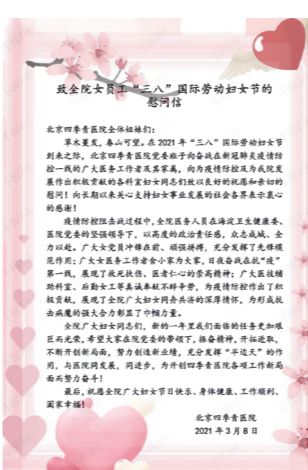 致全院女员工“三八”国际劳动妇女节的
慰问信
北京四季青医院全体姐妹们：
草木蔓发，春山可望。在 2021 年“三八”国际劳动妇女节
到来之际，北京四季青医院党委班子向奋战在新冠肺炎疫情防
控一线的广大医务工作者及其家属，向为疫情防控及为我院发
展作出积极贡献的各科室妇女同志们致以良好的祝愿和亲切的
慰问！向长期以来关心支持妇女事业发展的社会各界表示衷心
的感谢！
疫情防控阻击战过程中，全院医务人员在海淀卫生健康委、
医院党委的坚强领导下，以高度的政治责任感，众志成城、全
力以赴。广大女党员冲锋在前、顽强拼搏，充分发挥了先锋模
范作用；广大女医务工作者舍小家为大家，日夜奋战在抗“疫”
第一线，展现了救死扶伤、医者仁心的崇高精神；广大医技辅
助科室、后勤女工等真诚奉献不辞辛劳，为疫情防控作出了积
极贡献，展现了全院广大妇女同舟共济的深厚情怀，为形成抗
击病魔的强大合力彰显了巾帼力量。
全院广大妇女同志们，新的一年里我们面临的任务更加艰
巨而光荣，希望大家在院党委的带领下，振奋精神，开拓进取，
不断开创新局面，努力创造新业绩，充分发挥“半边天”的作
用，与医院同发展，同进步，为开创四季青医院各项工作新局
面而努力奋斗！
最后，祝愿全院广大妇女节日快乐、身体健康、工作顺利、
阖家幸福！
北京四季青医院
2021 年 3 月 8 日